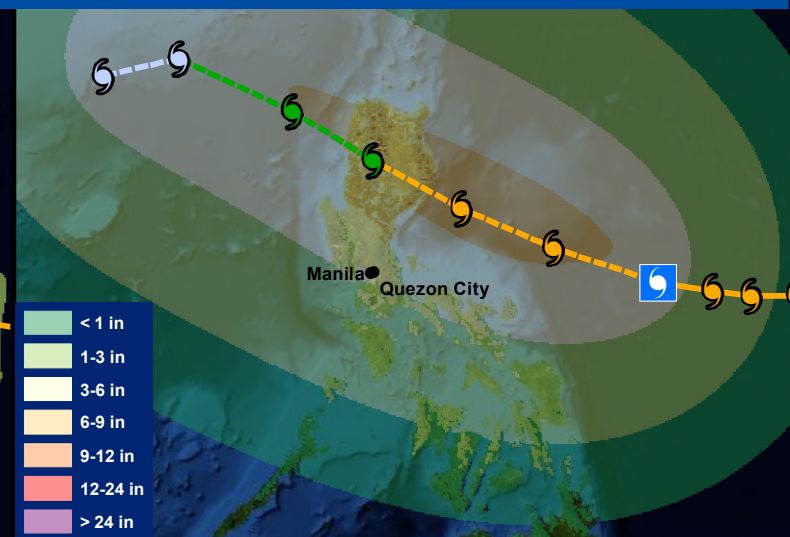 Manila
Quezon City
< 1 in
1-3 in
3-6 in
6-9 in
9-12 in
12-24 in
> 24 in